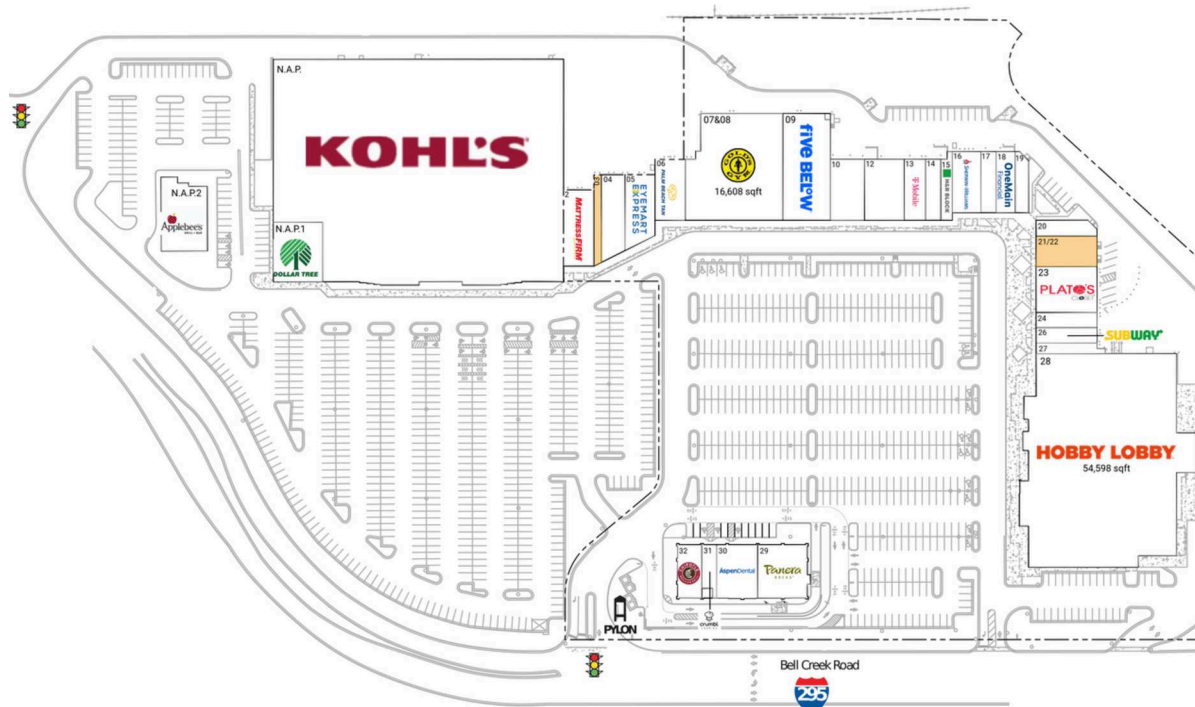 N.A.P.
KOHL'S
N.A.P.2
Applebee's
N.A.P.1
DOLLAR TREE
MATTRESSFIRM
03
04
05
EYEMART
EXPRESS
06
PALM BEACH TAN
07&08
GOLD'S
GYM
16,608 sqft
09
five BELOW
10
12
13
T Mobile
14
15
H&R BLOCK
16
17
18
OneMain
Financial
19
20
21/22
23
PLATO'S
CLOSET
24
26
SUBWAY
27
28
HOBBY LOBBY
54,598 sqft
32
31
30
29
AspenDental
Panera
BREAD
crumbl
PYLON
Bell Creek Road
295